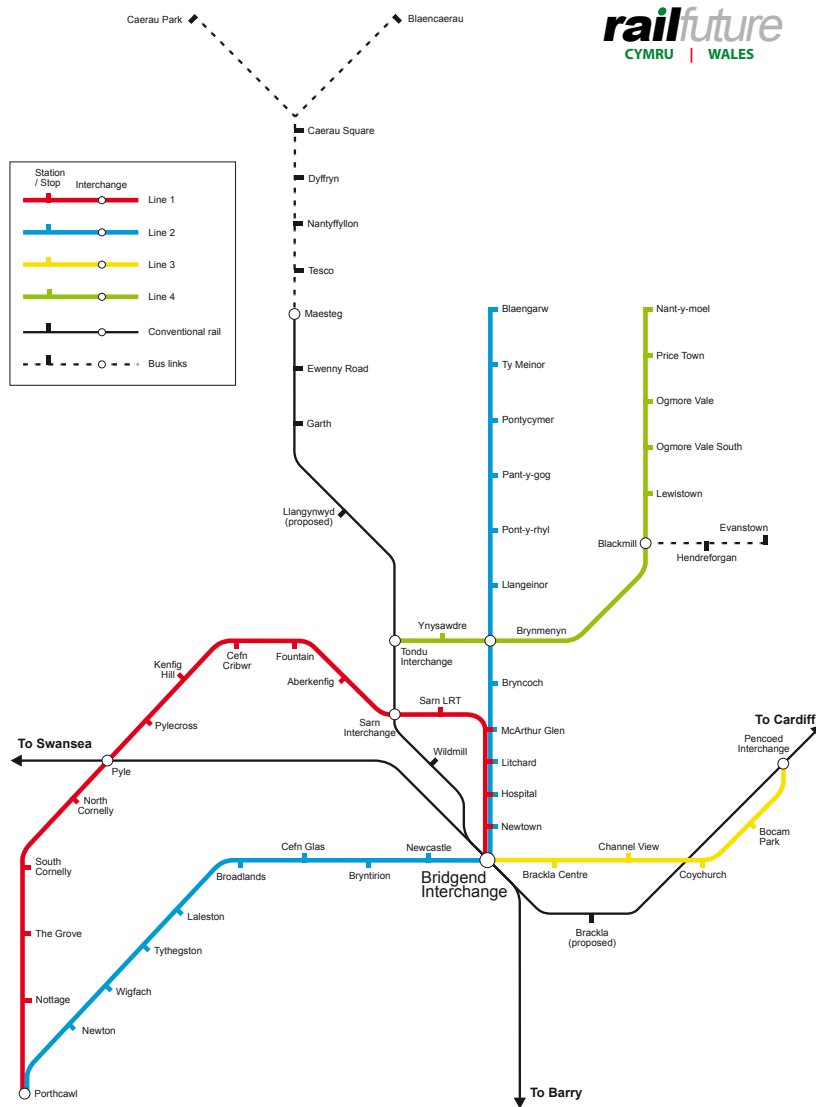 Caerau Park
Blaencaerau
railfuture
CYMRU | WALES
Caerau Square
Dyffryn
Nantyffyllon
Tesco
Maesteg
Ewenny Road
Garth
Llangynwyd
(proposed)
Station
/ Stop
Interchange
Line 1
Line 2
Line 3
Line 4
Conventional rail
Bus links
Blaengarw
Ty Meinor
Pontycymer
Pant-y-gog
Pont-y-rhyl
Llangeinor
Nant-y-moel
Price Town
Ogmore Vale
Ogmore Vale South
Lewistown
Blackmill
Evanstown
Hendreforgan
Ynysawdre
Brynmenyn
Tondu
Interchange
Kenfig
Hill
Cefn
Cribwr
Fountain
Aberkenfig
Bryncoch
Sarn LRT
Sarn
Interchange
Pylecross
McArthur Glen
To Cardiff
To Swansea
Pencoed
Interchange
Wildmill
Litchard
Pyle
Hospital
North
Cornelly
Newtown
Bocam
Park
South
Cornelly
Broadlands
Cefn Glas
Bryntirion
Newcastle
Bridgend
Interchange
Brackla Centre
Channel View
Coychurch
Laleston
The Grove
Tythegston
Brackla
(proposed)
Wigfach
Nottage
Newton
Porthcawl
To Barry